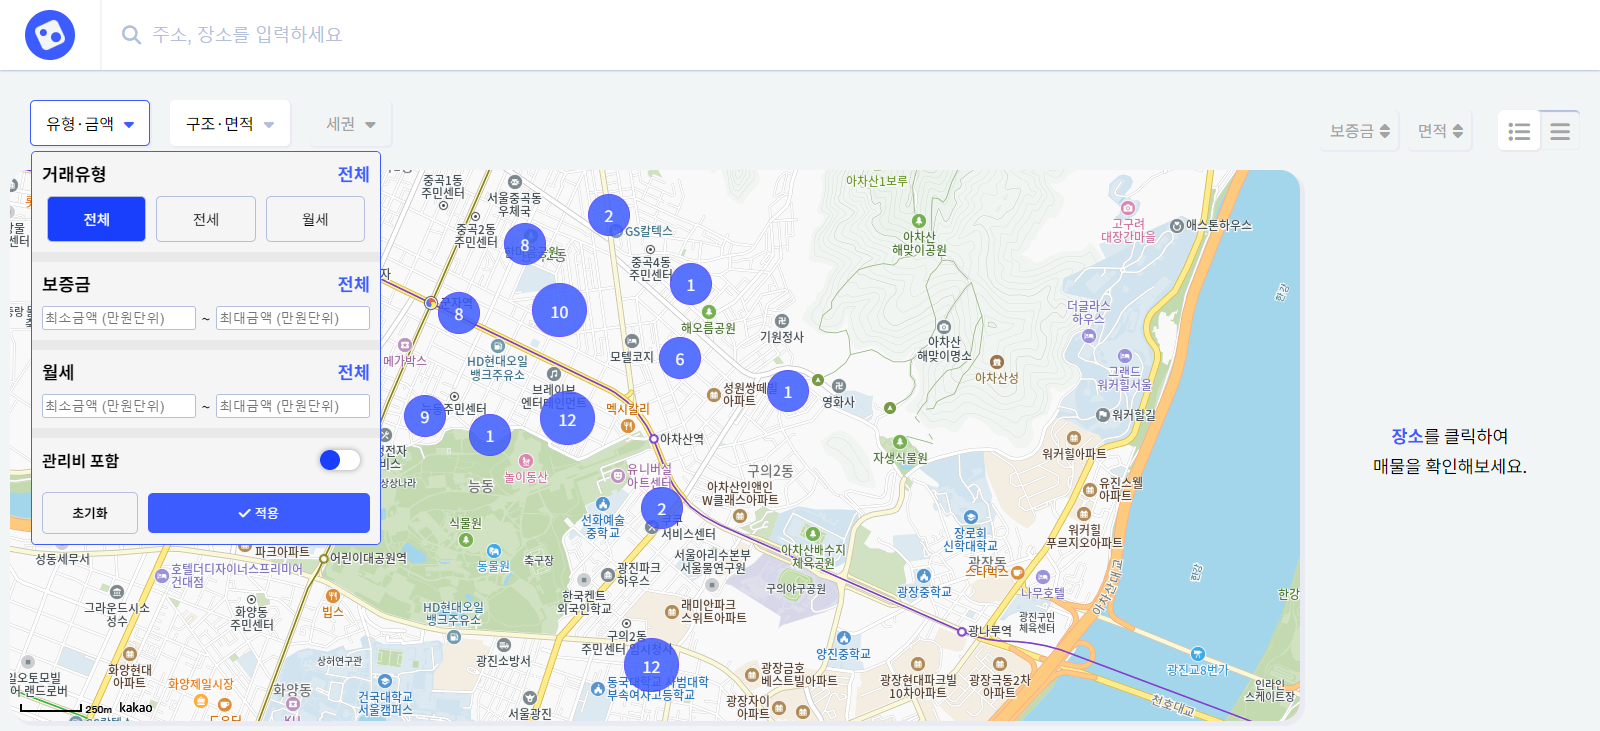 주소, 장소를 입력하세요
유형·금액
구조·면적
세권
보증금
면적
거래유형
전체
전체
전세
월세
보증금
전체
최소금액 (만원단위)
~
최대금액 (만원단위)
월세
전체
최소금액 (만원단위)
~
최대금액 (만원단위)
관리비 포함
초기화
적용
장소를 클릭하여
매물을 확인해보세요.
중곡1동
주민센터
서울중곡동
우체국
중곡2동
주민센터
2
GS칼텍스
8
중곡4동
주민센터
1
아차산1보루
아차산
해맞이공원
고구려
대장간마을
애스톤하우스
한강
군자역
8
10
해오름공원
기원정사
더글라스
하우스
메가박스
HD현대오일
뱅크주유소
모텔코지
6
아차산
해맞이명소
그랜드
워커힐서울
아차산성
브레이브
엔터테인먼트
성원쌍떼빌
아파트
1
영화사
9
능동주민센터
1
12
멕시칼리
아차산역
워커힐길
워커힐아파트
자생식물원
놀이동산
유니버설
아트센터
구의2동
상상나라
능동
아차산인앤인
W클래스아파트
유진스웰
아파트
식물원
선화예술
중학교
2
서비스센터
장로회
신학대학교
워커힐
푸르지오아파트
아차산배수지
체육공원
광장동
스타벅스
성동세무서
파크아파트
어린이대공원역
동물원
축구장
서울아리수본부
서울물연구원
호텔더디자이너스프리미어
건대점
광진파크
하우스
구의야구공원
광장중학교
나무호텔
아차산대교
한강
한강
그라운드시소
성수
화양동
주민센터
빕스
HD현대오일
뱅크주유소
한국켄트
외국인학교
래미안파크
스위트아파트
광진구민
체육센터
광나루역
구의2동
주민센터 임시청사
상허연구관
광진소방서
12
양진중학교
광진교8번가
화양현대
아파트
광장금호
베스트빌아파트
광장현대파크빌
10차아파트
광장극동2차
아파트
화양제일시장
화양동
건국대학교
서울캠퍼스
동국대학교 사범대학
부속여자고등학교
광장자이
아파트
서울광진
천호대교
인라인
스케이트장
250m
kakao